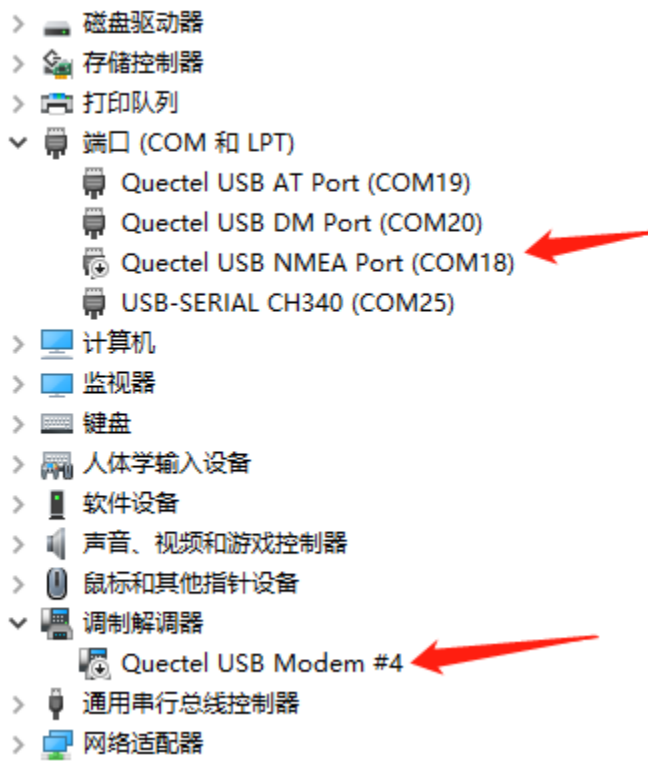 磁盘驱动器
存储控制器
打印队列
端口 (COM 和 LPT)
Quectel USB AT Port (COM19)
Quectel USB DM Port (COM20)
Quectel USB NMEA Port (COM18)
USB-SERIAL CH340 (COM25)
计算机
监视器
键盘
人体学输入设备
软件设备
声音、视频和游戏控制器
鼠标和其他指针设备
调制解调器
Quectel USB Modem #4
通用串行总线控制器
网络适配器